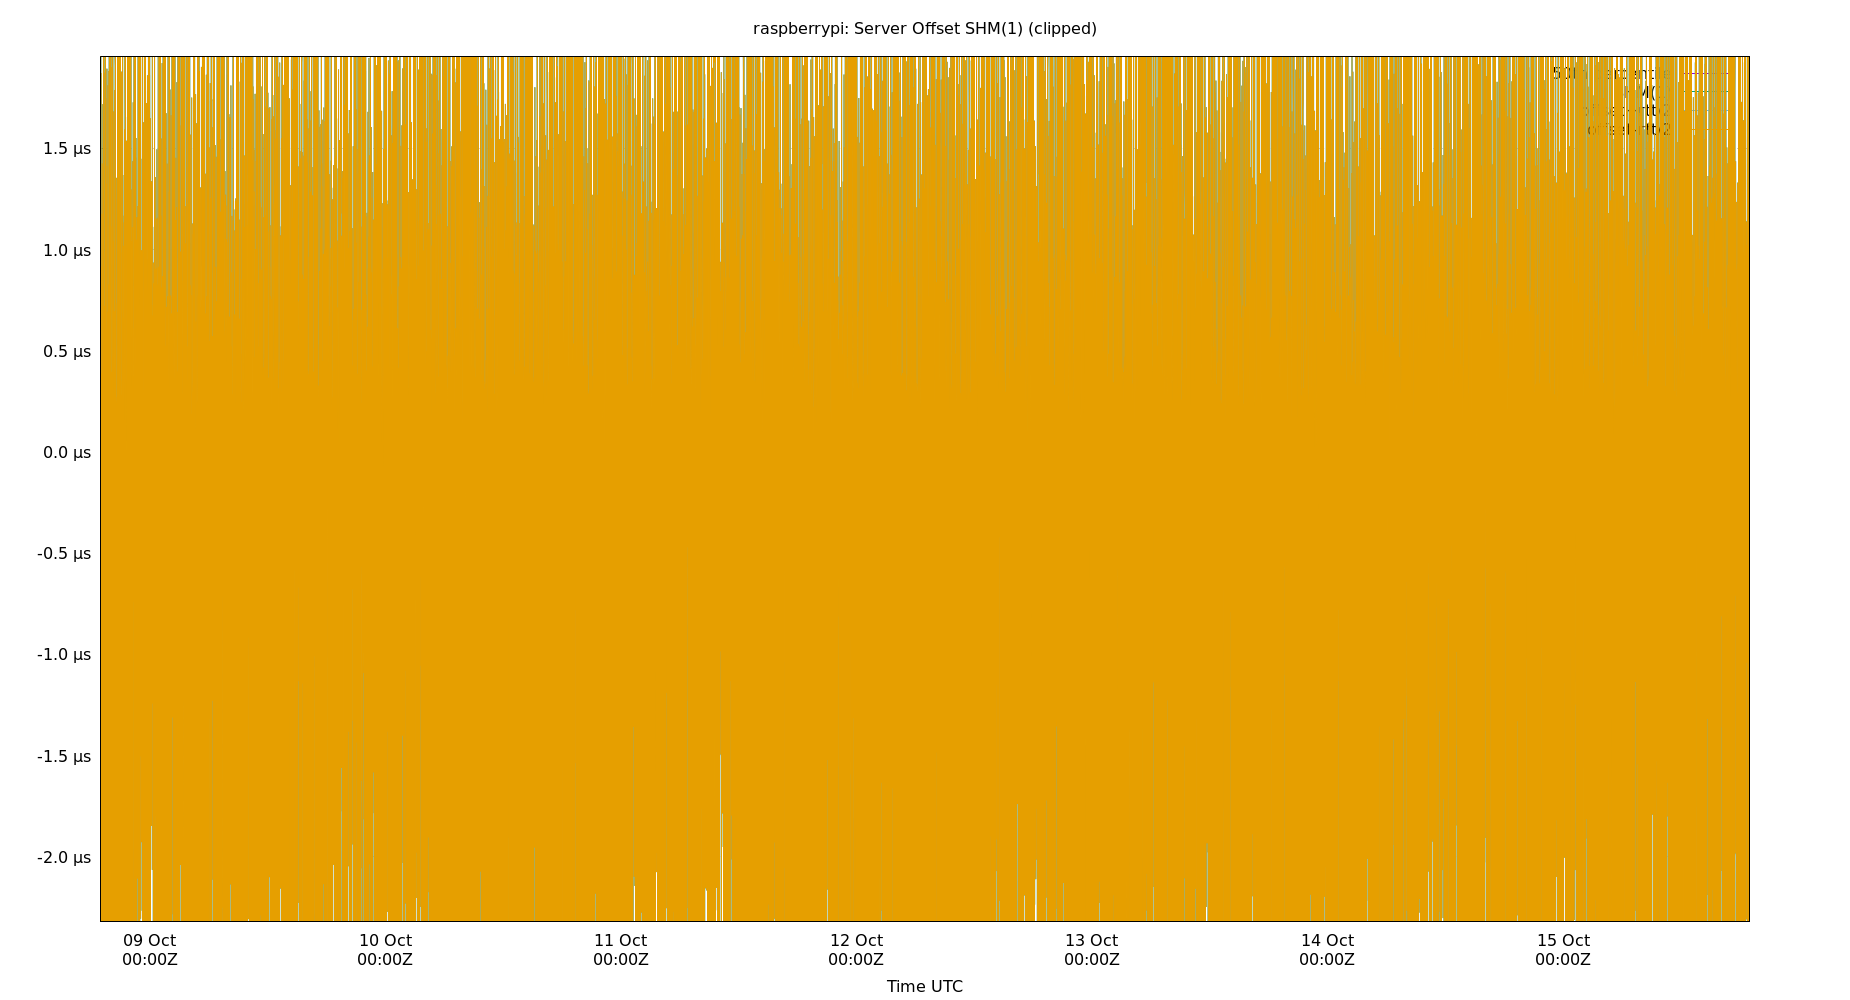 raspberrypi: Server Offset SHM(1) (clipped)
1.5 μs
1.0 μs
0.5 μs
0.0 μs
-0.5 μs
-1.0 μs
-1.5 μs
-2.0 μs
09 Oct 10 Oct 11 Oct 12 Oct 13 Oct 14 Oct 15 Oct
00:00Z 00:00Z 00:00Z 00:00Z 00:00Z 00:00Z 00:00Z
Time UTC